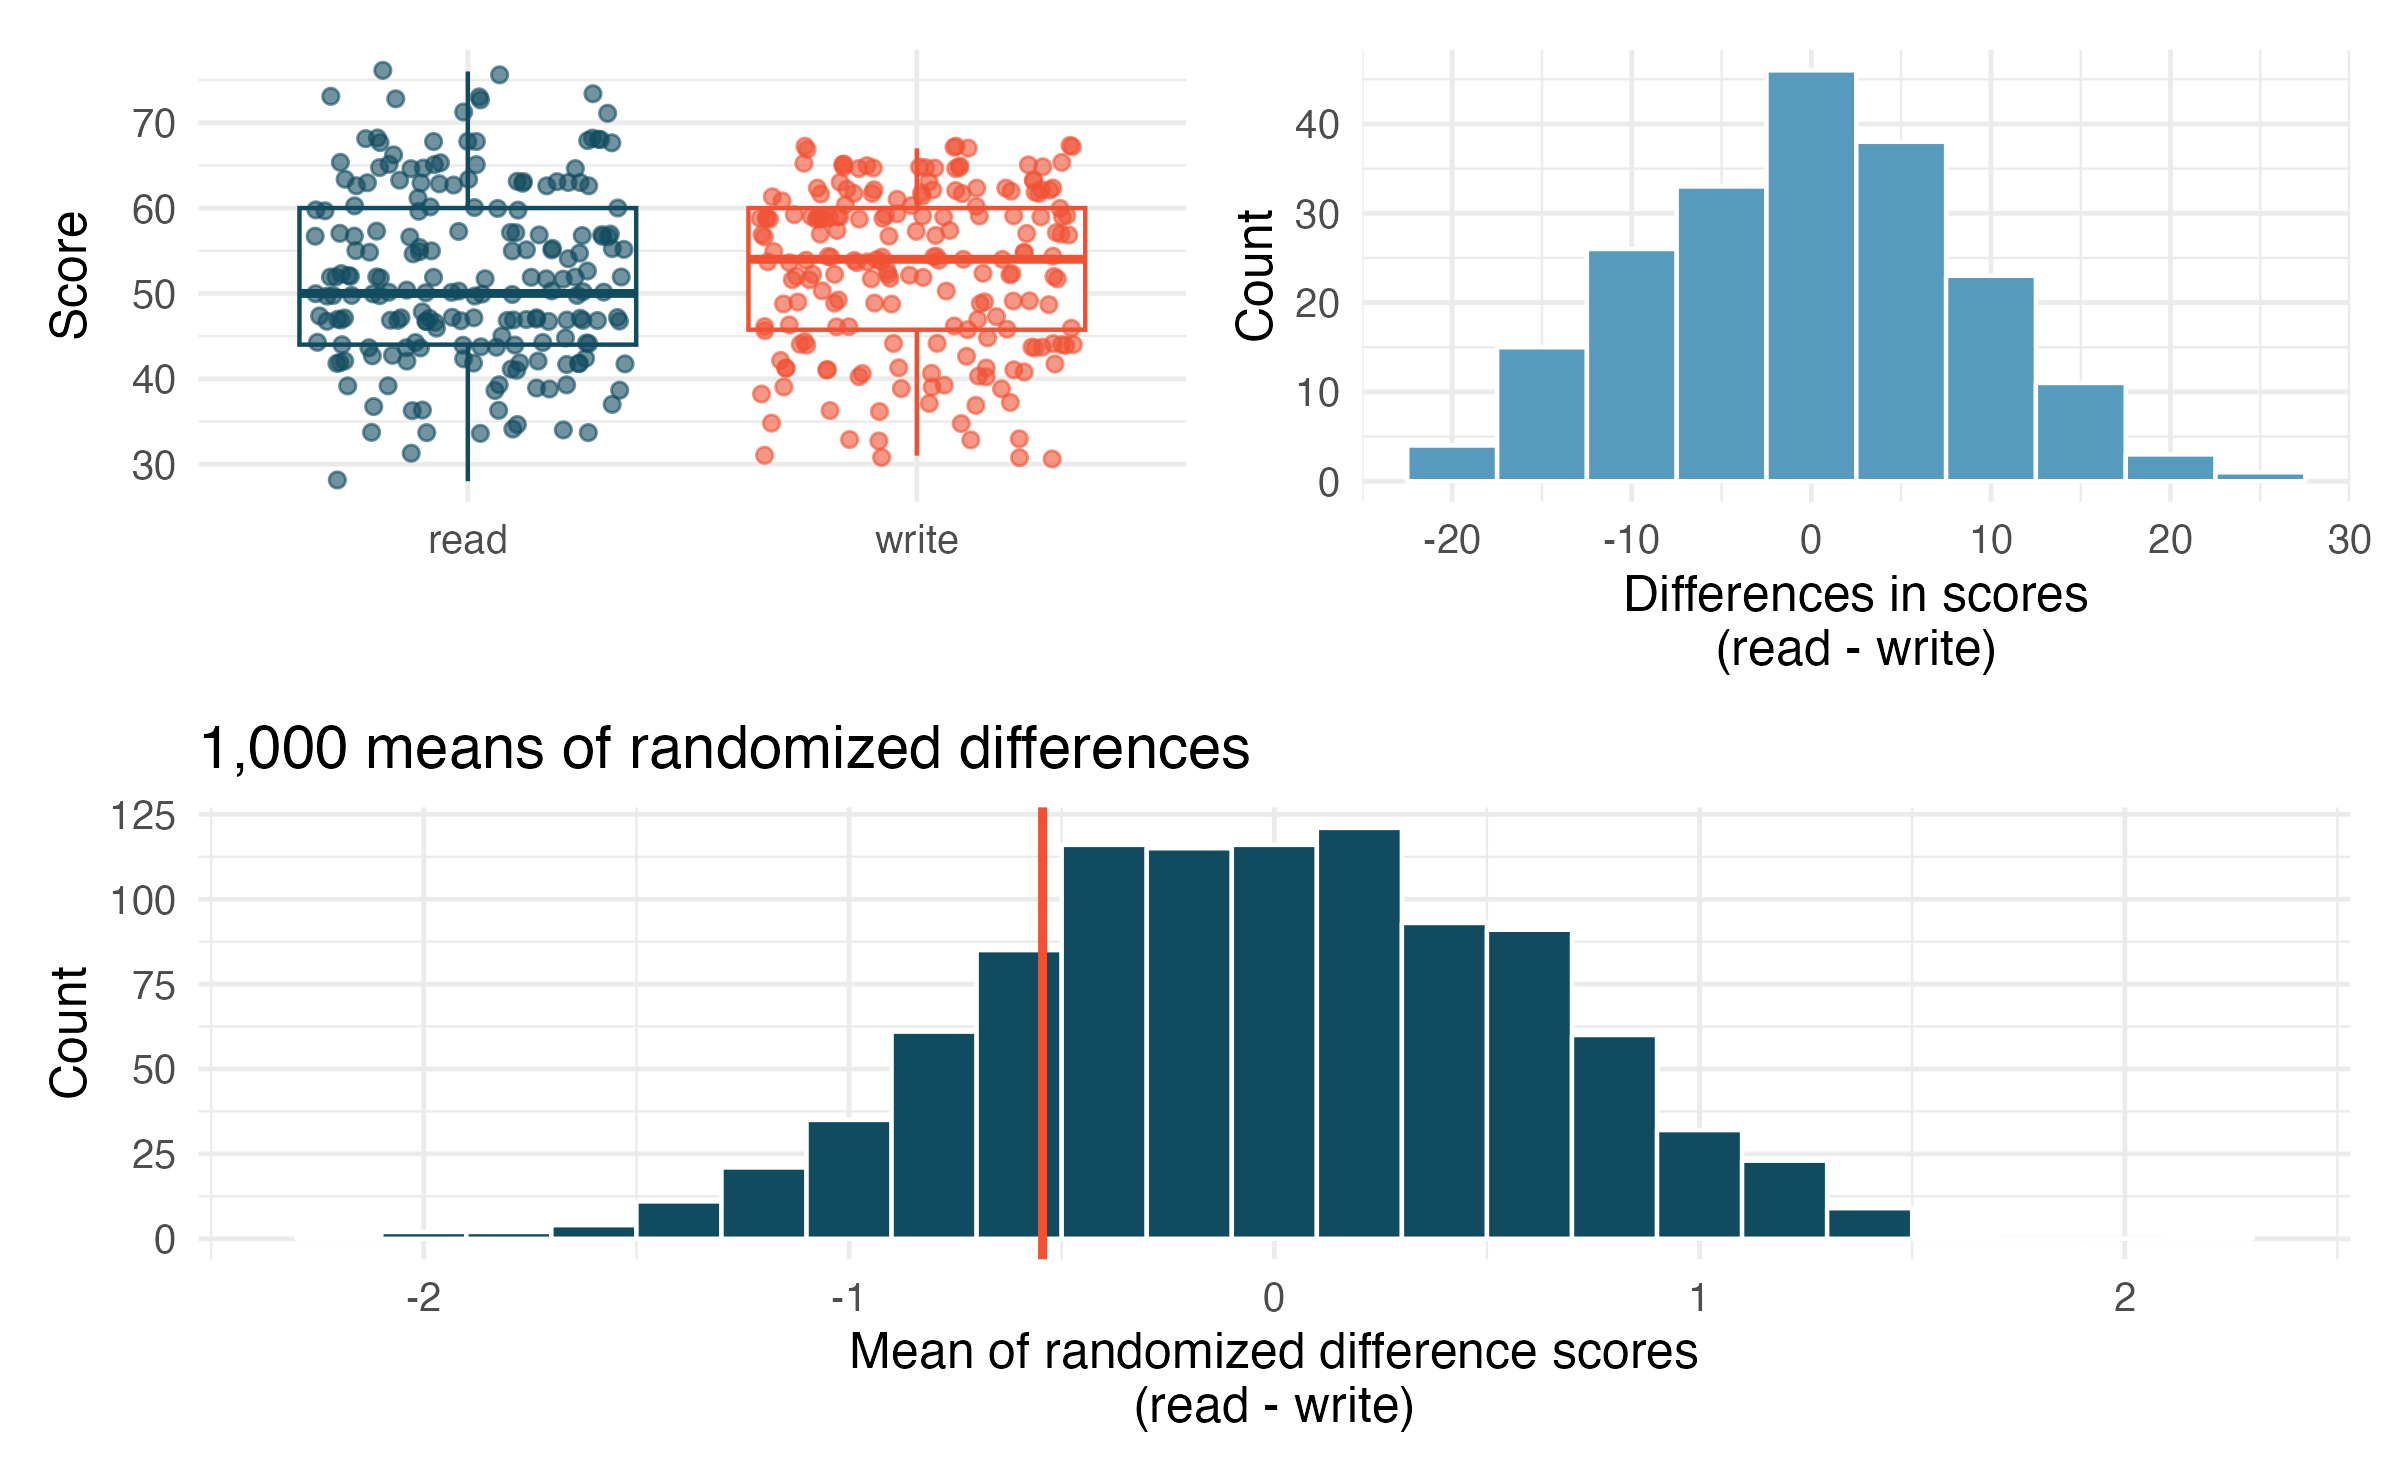 Score
70
60
50
40
30
read
write
Count
40
30
20
10
0
-20
-10
0
10
20
30
Differences in scores
(read - write)
1,000 means of randomized differences
Count
125
100
75
50
25
0
-2
-1
0
1
2
Mean of randomized difference scores
(read - write)